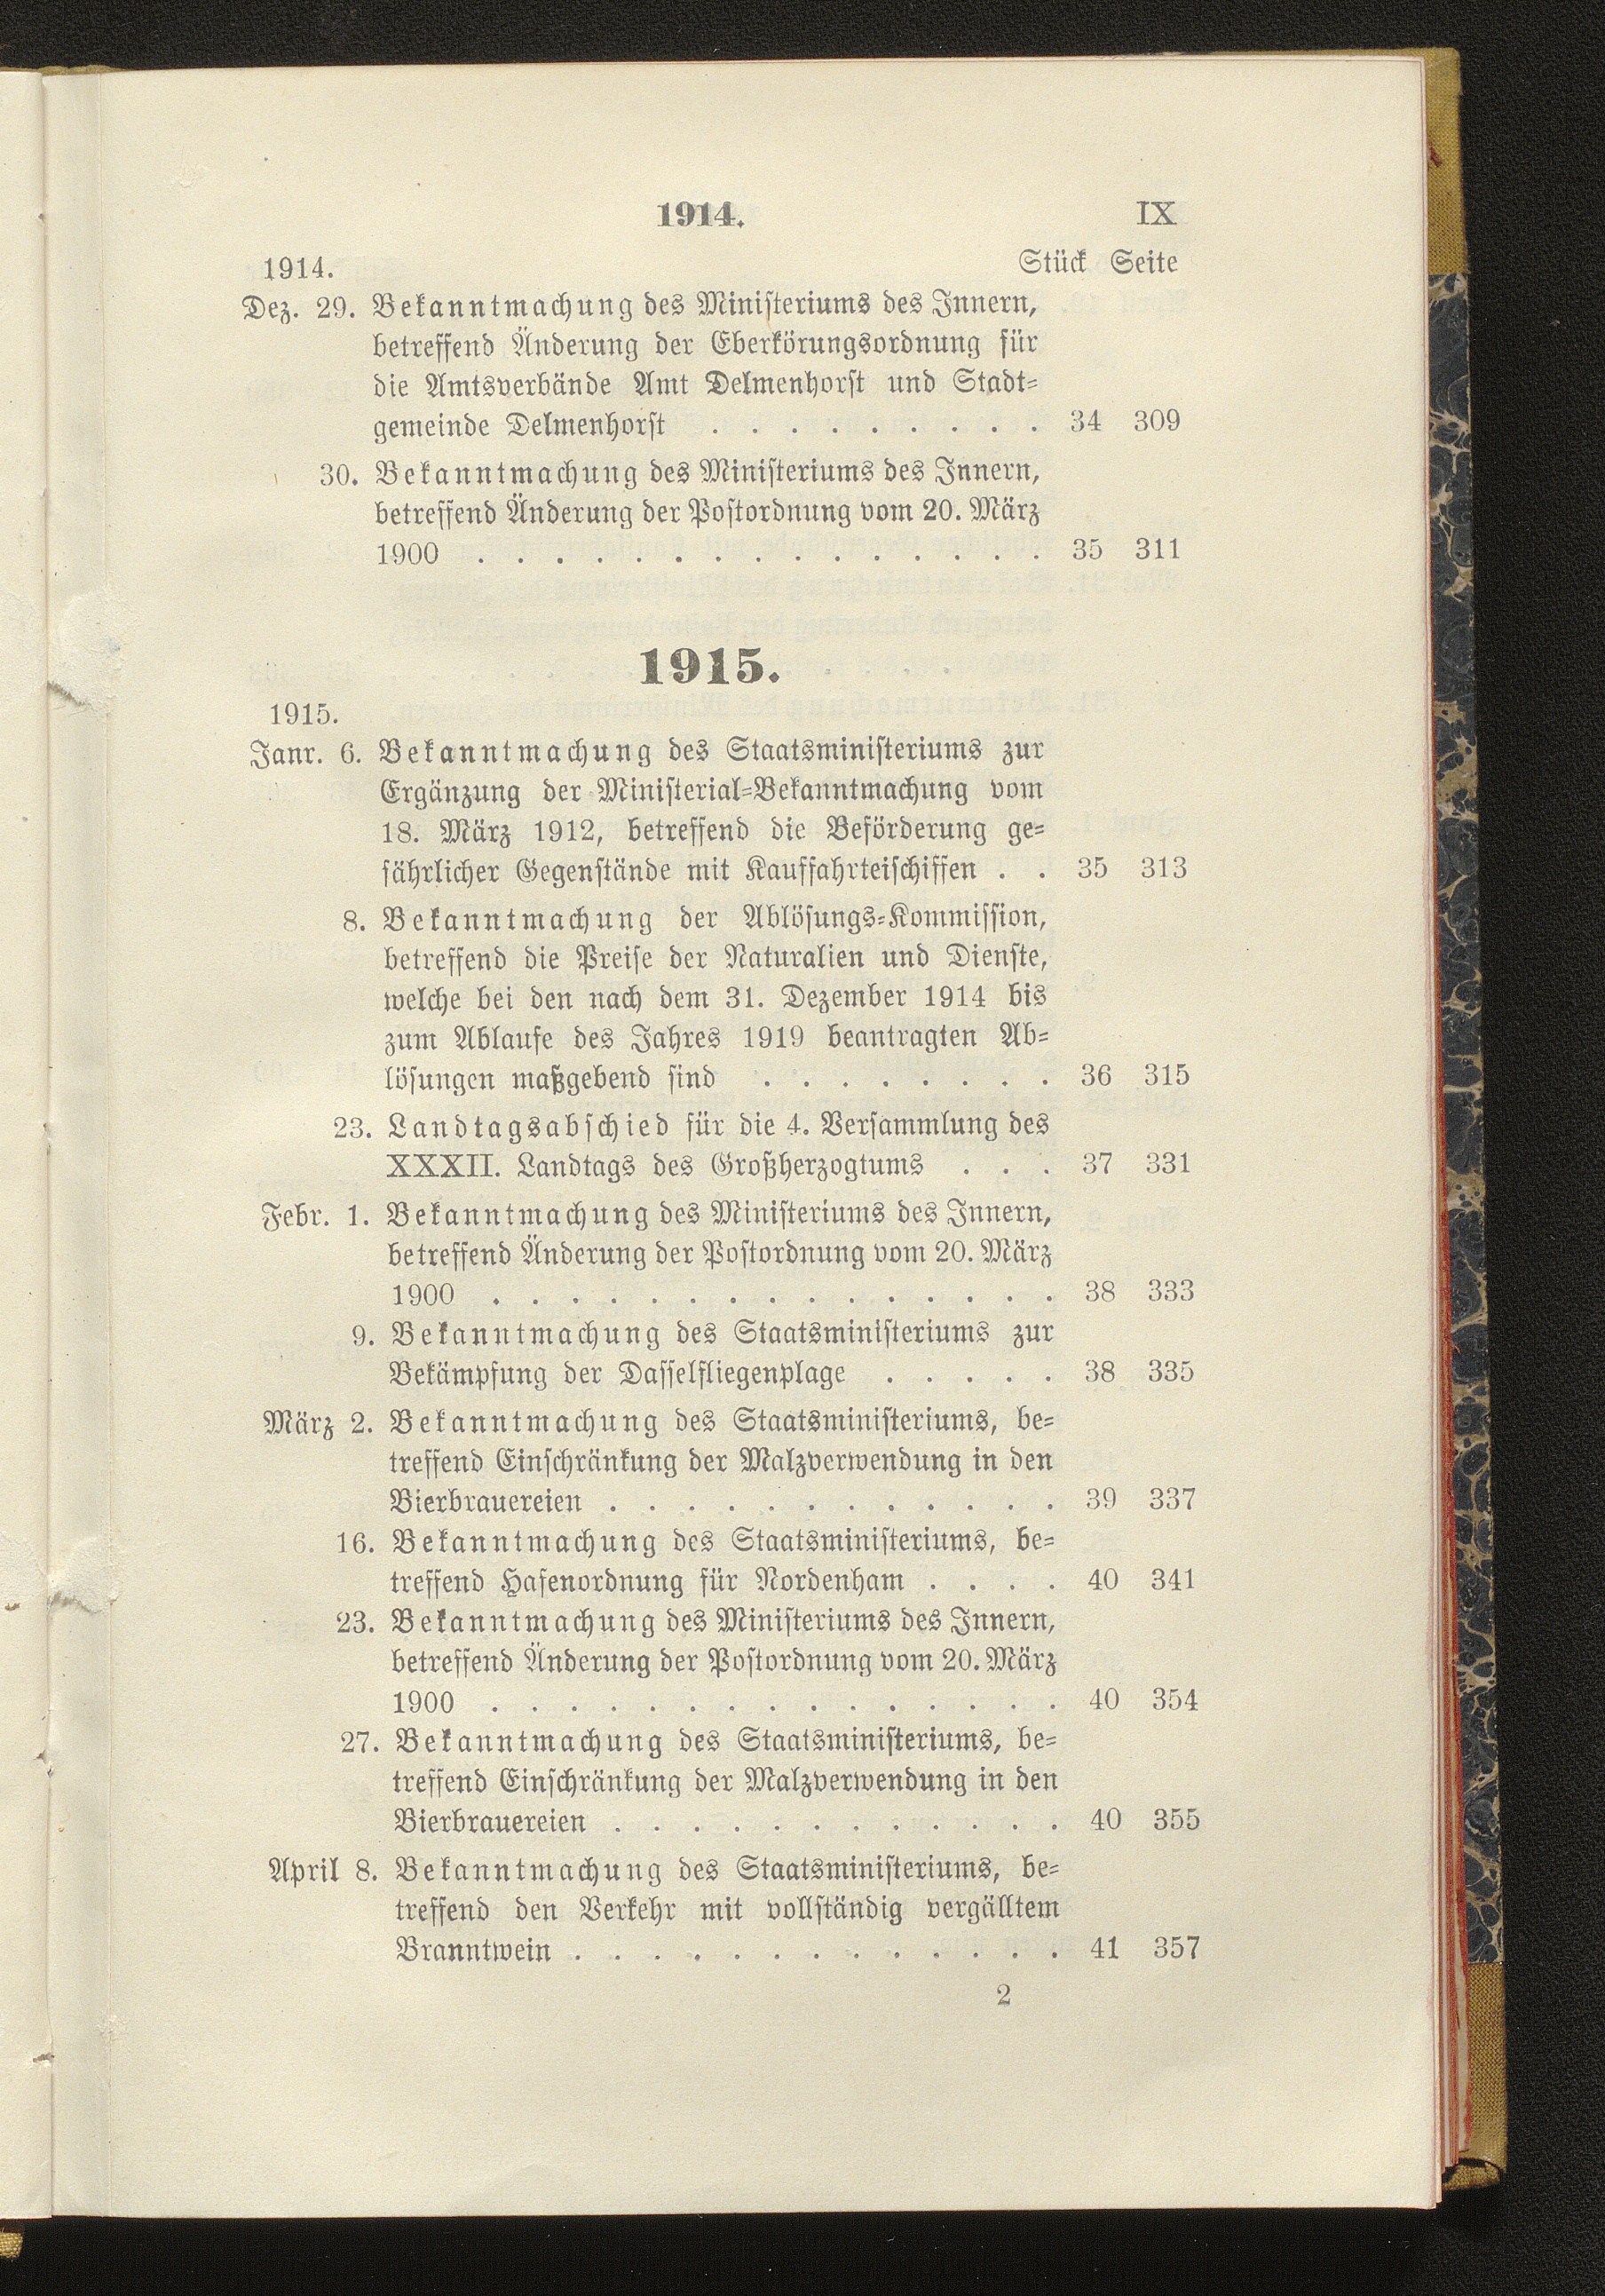 1914. IX
1914. Stück Seite
Dez. 29. Bekanntmachung des Ministeriums des Innern,
betreffend Änderung der Eberkörungsordnung für
die Amtsverbände Amt Delmenhorst und Stadt-
gemeinde Delmenhorst . . . . . . . . . 34 309
30. Bekanntmachung des Ministeriums des Innern,
betreffend Änderung der Postordnung vom 20. März
1900 . . . . . . . . . . . . . . . 35 311
1915.
1915.
Janr. 6. Bekanntmachung des Staatsministeriums zur
Ergänzung der Ministerial-Bekanntmachung vom
18. März 1912, betreffend die Beförderung ge-
fährlicher Gegenstände mit Kauffahrteischiffen . . 35 313
8. Bekanntmachung der Ablösungs-Kommission,
betreffend die Preise der Naturalien und Dienste,
welche bei den nach dem 31. Dezember 1914 bis
zum Ablaufe des Jahres 1919 beantragten Ab-
lösungen maßgebend sind . . . . . . . . 36 315
23. Landtagsabschied für die 4. Versammlung des
XXXII. Landtags des Großherzogtums . . . 37 331
Febr. 1. Bekanntmachung des Ministeriums des Innern,
betreffend Änderung der Postordnung vom 20. März
1900 . . . . . . . . . . . . . . . 38 333
9. Bekanntmachung des Staatsministeriums zur
Bekämpfung der Dasselfliegenplage . . . . . 38 335
März 2. Bekanntmachung des Staatsministeriums, be-
treffend Einschränkung der Malzverwendung in den
Bierbrauereien . . . . . . . . . . . . 39 337
16. Bekanntmachung des Staatsministeriums, be-
treffend Hafenordnung für Nordenham . . . . 40 341
23. Bekanntmachung des Ministeriums des Innern,
betreffend Änderung der Postordnung vom 20. März
1900 . . . . . . . . . . . . . . . 40 354
27. Bekanntmachung des Staatsministeriums, be-
treffend Einschränkung der Malzverwendung in den
Bierbrauereien . . . . . . . . . . . . 40 355
April 8. Bekanntmachung des Staatsministeriums, be-
treffend den Verkehr mit vollständig vergälltem
Branntwein . . . . . . . . . . . . . 41 357
2